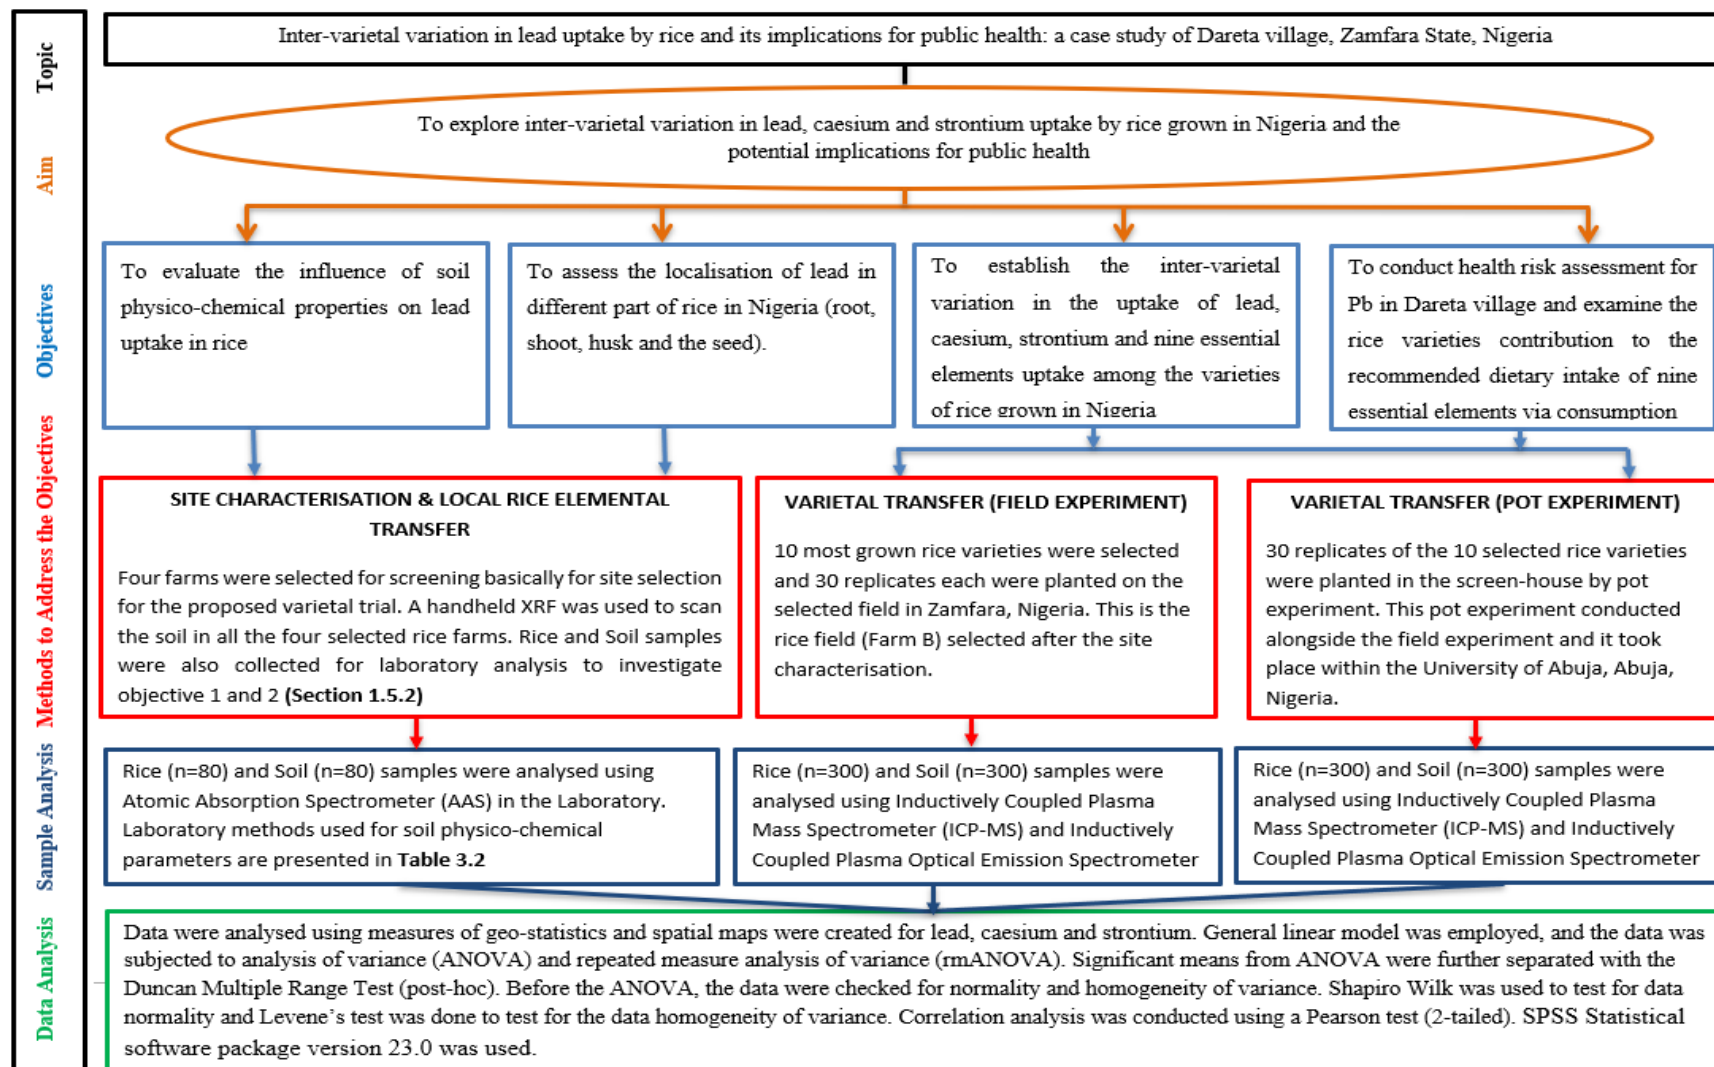 Topic
Inter-varietal variation in lead uptake by rice and its implications for public health: a case study of Dareta village, Zamfara State, Nigeria
Aim
To explore inter-varietal variation in lead, caesium and strontium uptake by rice grown in Nigeria and the
potential implications for public health
Objectives
To evaluate the influence of soil
physico-chemical properties on lead
uptake in rice
To assess the localisation of lead in
different part of rice in Nigeria (root,
shoot, husk and the seed).
To establish the inter-varietal
variation in the uptake of lead,
caesium, strontium and nine essential
elements uptake among the varieties
of rice grown in Nigeria
To conduct health risk assessment for
Pb in Dareta village and examine the
rice varieties contribution to the
recommended dietary intake of nine
essential elements via consumption
Methods to Address the Objectives
SITE CHARACTERISATION & LOCAL RICE ELEMENTAL
TRANSFER
Four farms were selected for screening basically for site selection
for the proposed varietal trial. A handheld XRF was used to scan
the soil in all the four selected rice farms. Rice and Soil samples
were also collected for laboratory analysis to investigate
objective 1 and 2 (Section 1.5.2)
VARIETAL TRANSFER (FIELD EXPERIMENT)
10 most grown rice varieties were selected
and 30 replicates each were planted on the
selected field in Zamfara, Nigeria. This is the
rice field (Farm B) selected after the site
characterisation.
VARIETAL TRANSFER (POT EXPERIMENT)
30 replicates of the 10 selected rice varieties
were planted in the screen-house by pot
experiment. This pot experiment conducted
alongside the field experiment and it took
place within the University of Abuja, Abuja,
Nigeria.
Sample Analysis
Rice (n=80) and Soil (n=80) samples were analysed using
Atomic Absorption Spectrometer (AAS) in the Laboratory.
Laboratory methods used for soil physico-chemical
parameters are presented in Table 3.2
Rice (n=300) and Soil (n=300) samples were
analysed using Inductively Coupled Plasma
Mass Spectrometer (ICP-MS) and Inductively
Coupled Plasma Optical Emission Spectrometer
Rice (n=300) and Soil (n=300) samples were
analysed using Inductively Coupled Plasma
Mass Spectrometer (ICP-MS) and Inductively
Coupled Plasma Optical Emission Spectrometer
Data Analysis
Data were analysed using measures of geo-statistics and spatial maps were created for lead, caesium and strontium. General linear model was employed, and the data was
subjected to analysis of variance (ANOVA) and repeated measure analysis of variance (rmANOVA). Significant means from ANOVA were further separated with the
Duncan Multiple Range Test (post-hoc). Before the ANOVA, the data were checked for normality and homogeneity of variance. Shapiro Wilk was used to test for data
normality and Levene's test was done to test for the data homogeneity of variance. Correlation analysis was conducted using a Pearson test (2-tailed). SPSS Statistical
software package version 23.0 was used.